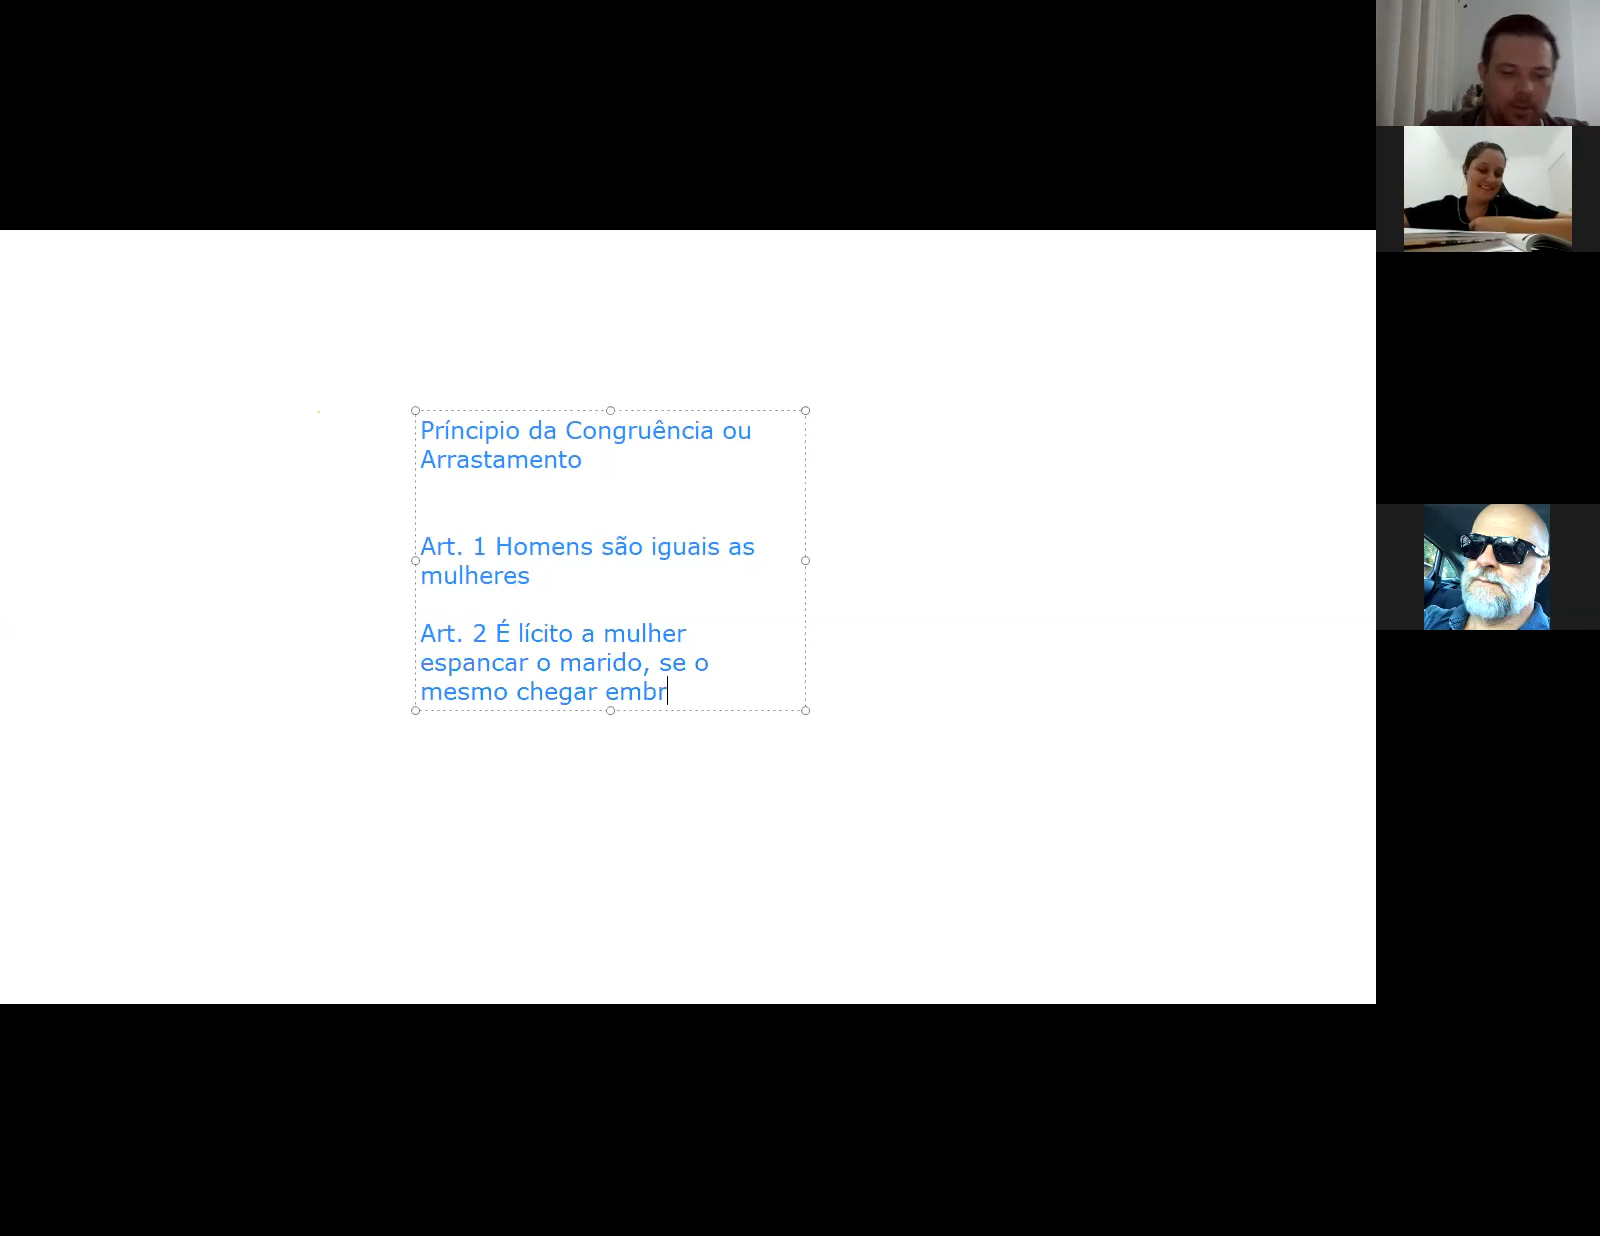 Príncipio da Congruência ou
Arrastamento
Art. 1 Homens são iguais as
mulheres
Art. 2 É lícito a mulher
espancar o marido, se o
mesmo chegar embr